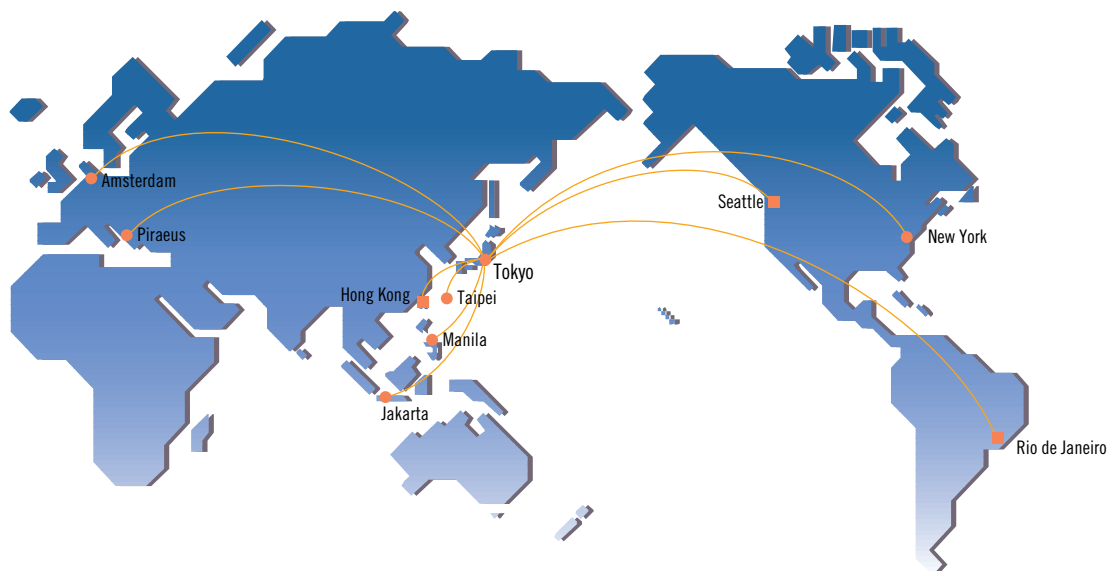 Amsterdam
Seattle
Piraeus
New York
Tokyo
Hong Kong
Taipei
Manila
Jakarta
Rio de Janeiro